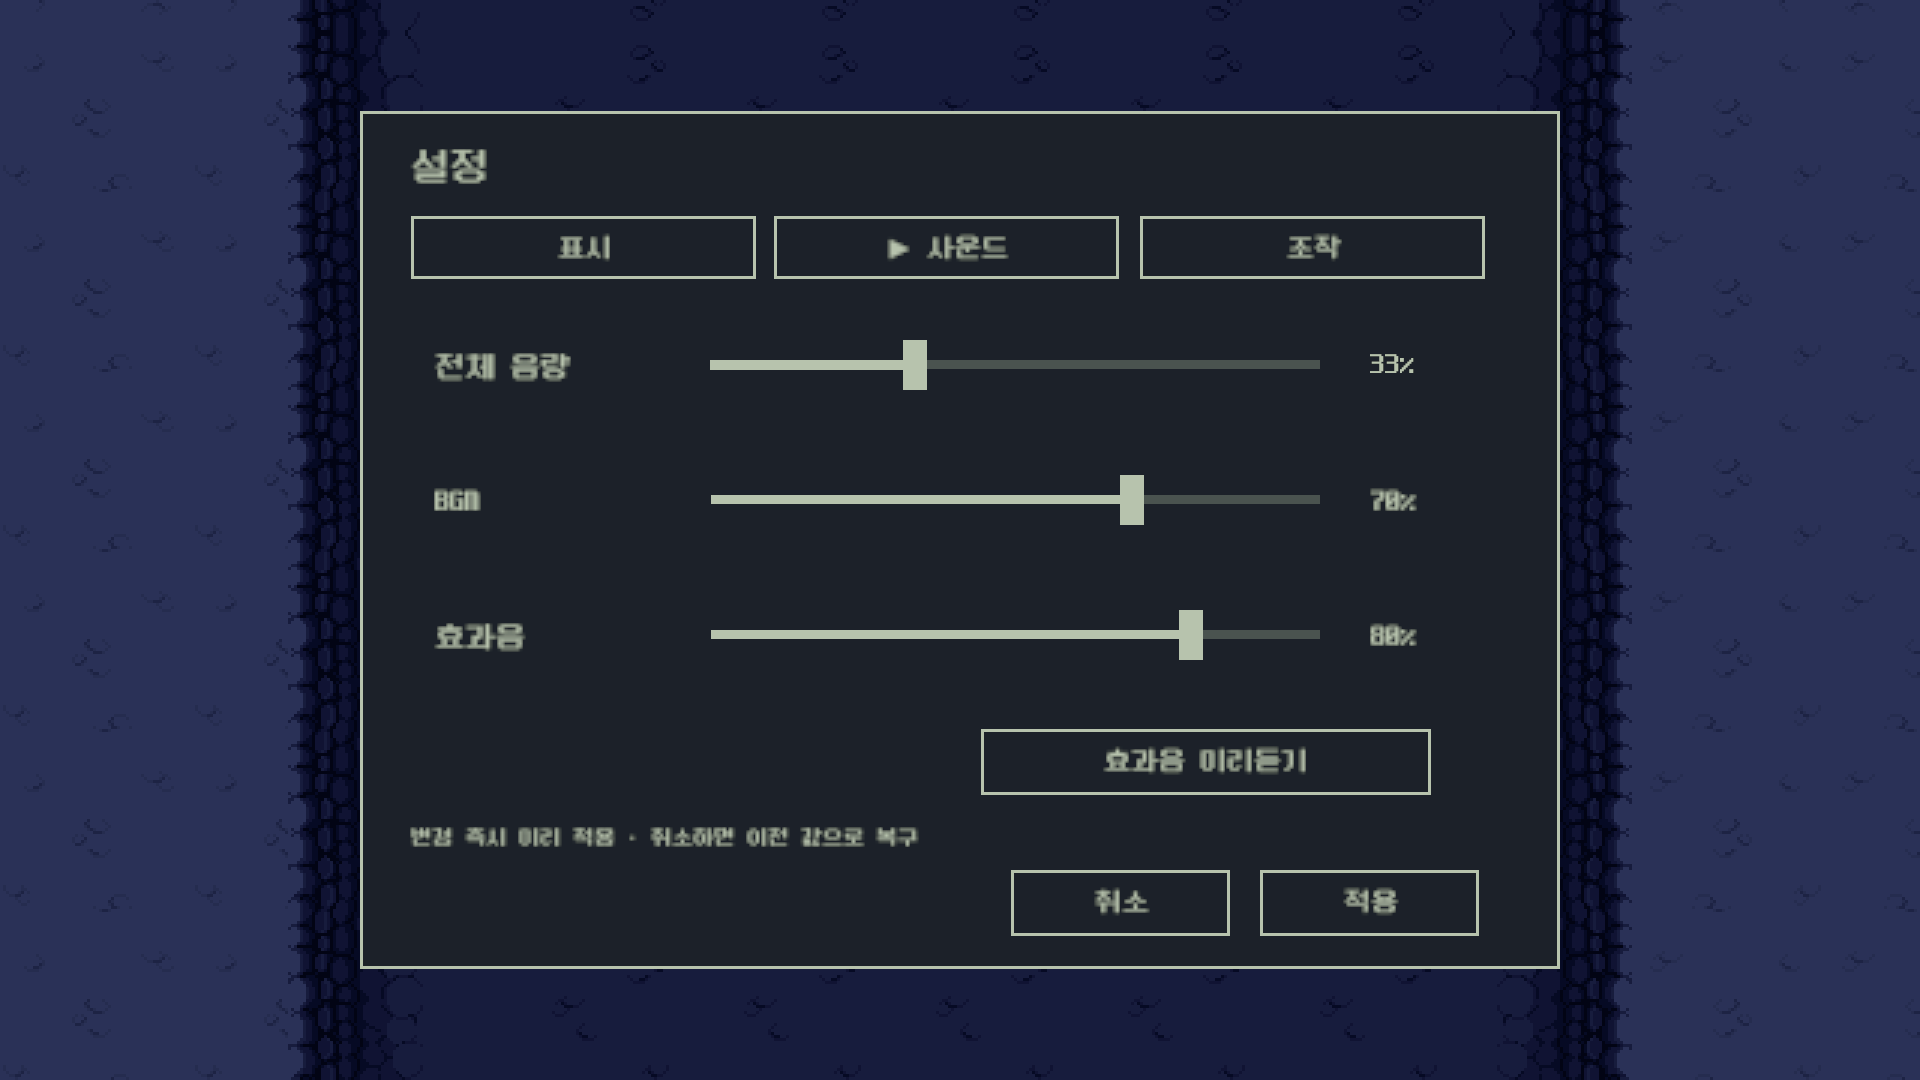 설정
표시
▶ 사운드
조작
전체 음량
33%
BGM
70%
효과음
80%
효과음 미리듣기
변경 즉시 미리 적용 · 취소하면 이전 값으로 복구
취소
적용